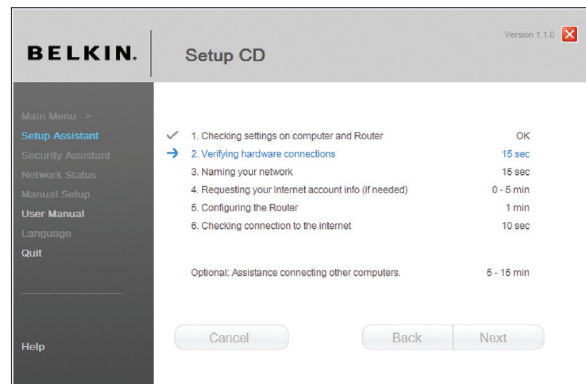 Version 1.1.0
BELKIN.
Setup CD
Main Menu >
Setup Assistant
Security Assistant
Network Status
Manual Setup
User Manual
Language
Quit
Help
1. Checking settings on computer and Router OK
2. Verifying hardware connections 15 sec
3. Naming your network 15 sec
4. Requesting your Internet account info (if needed) 0 - 5 min
5. Configuring the Router 1 min
6. Checking connection to the internet 10 sec
Optional: Assistance connecting other computers. 5 - 15 min
Cancel
Back
Next